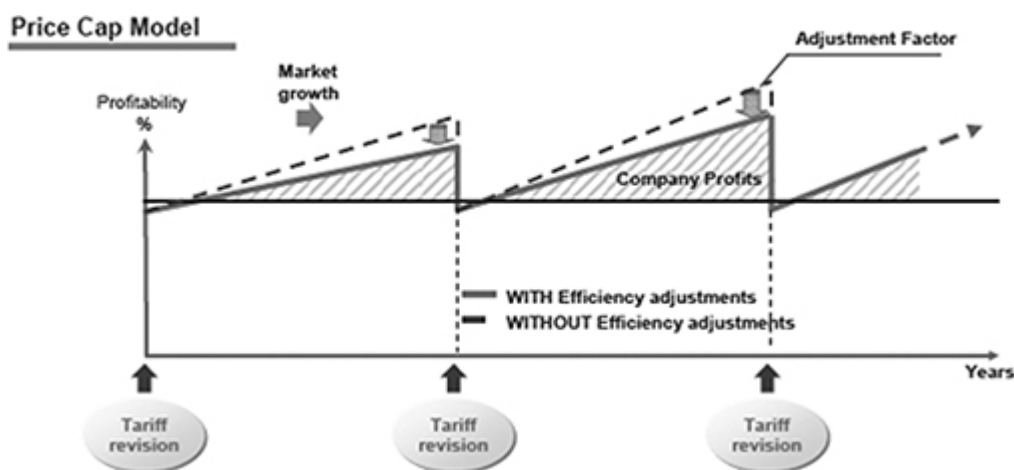 Price Cap Model
Adjustment Factor
Market
growth
Profitability
%
Company Profits
WITH Efficiency adjustments
WITHOUT Efficiency adjustments
Years
Tariff
revision
Tariff
revision
Tariff
revision